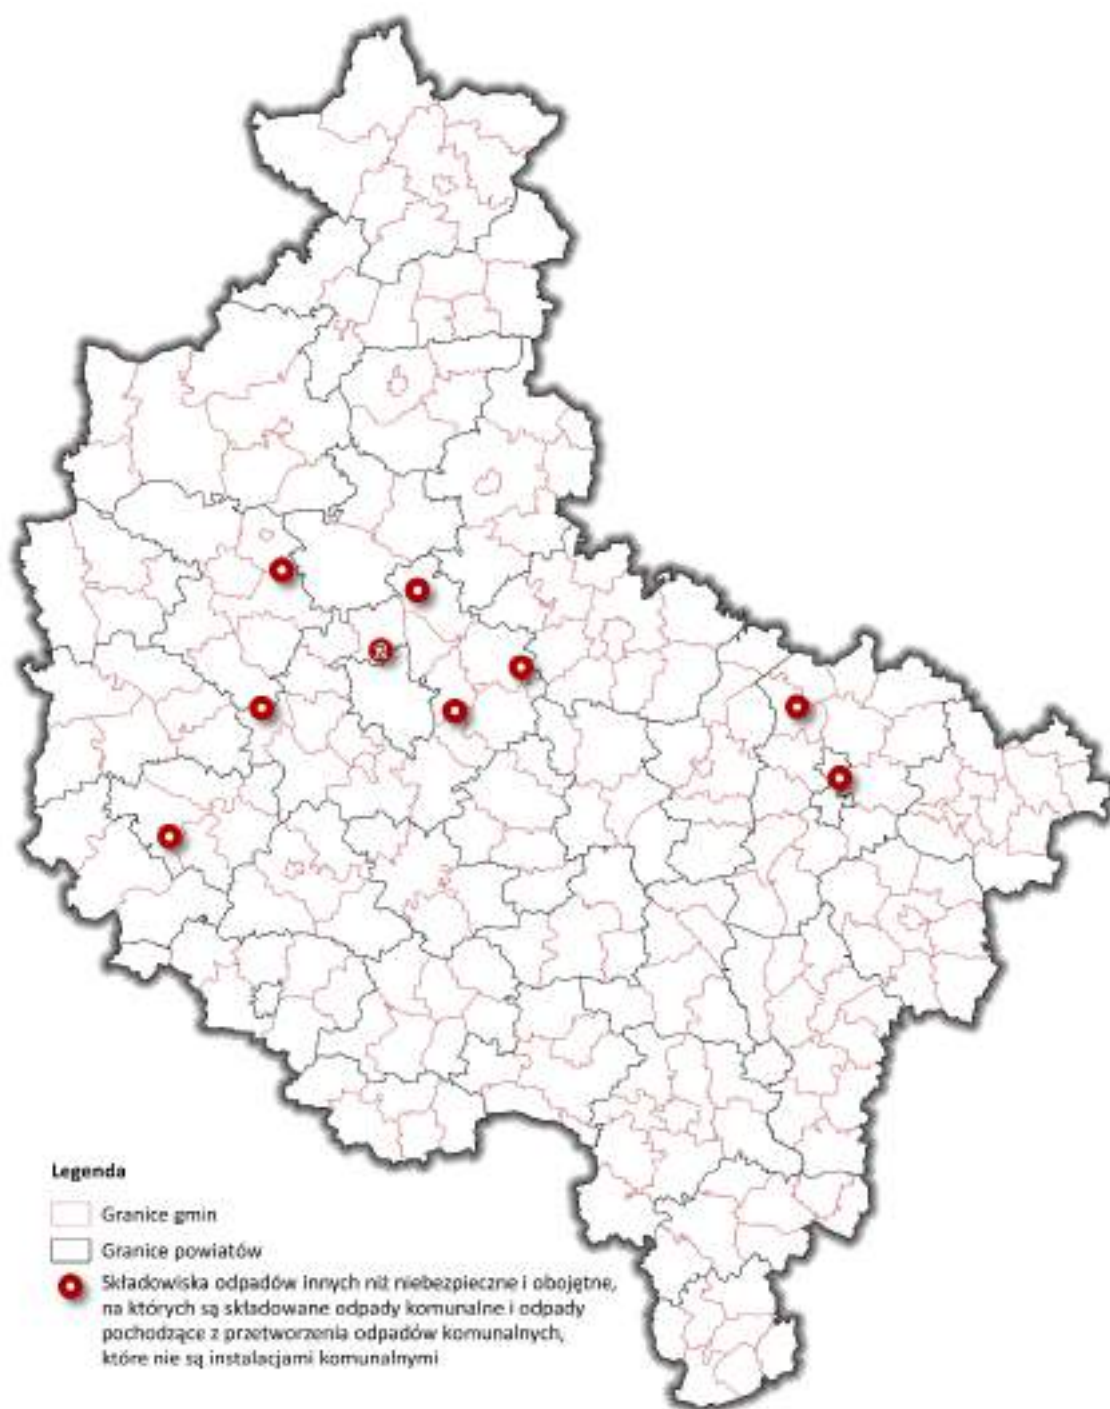 Legenda
Granice gmin
Granice powiatów
Składowiska odpadów innych niż niebezpieczne i obojętne,
na których są składowane odpady komunalne i odpady
pochodzące z przetworzenia odpadów komunalnych,
które nie są instalacjami komunalnymi